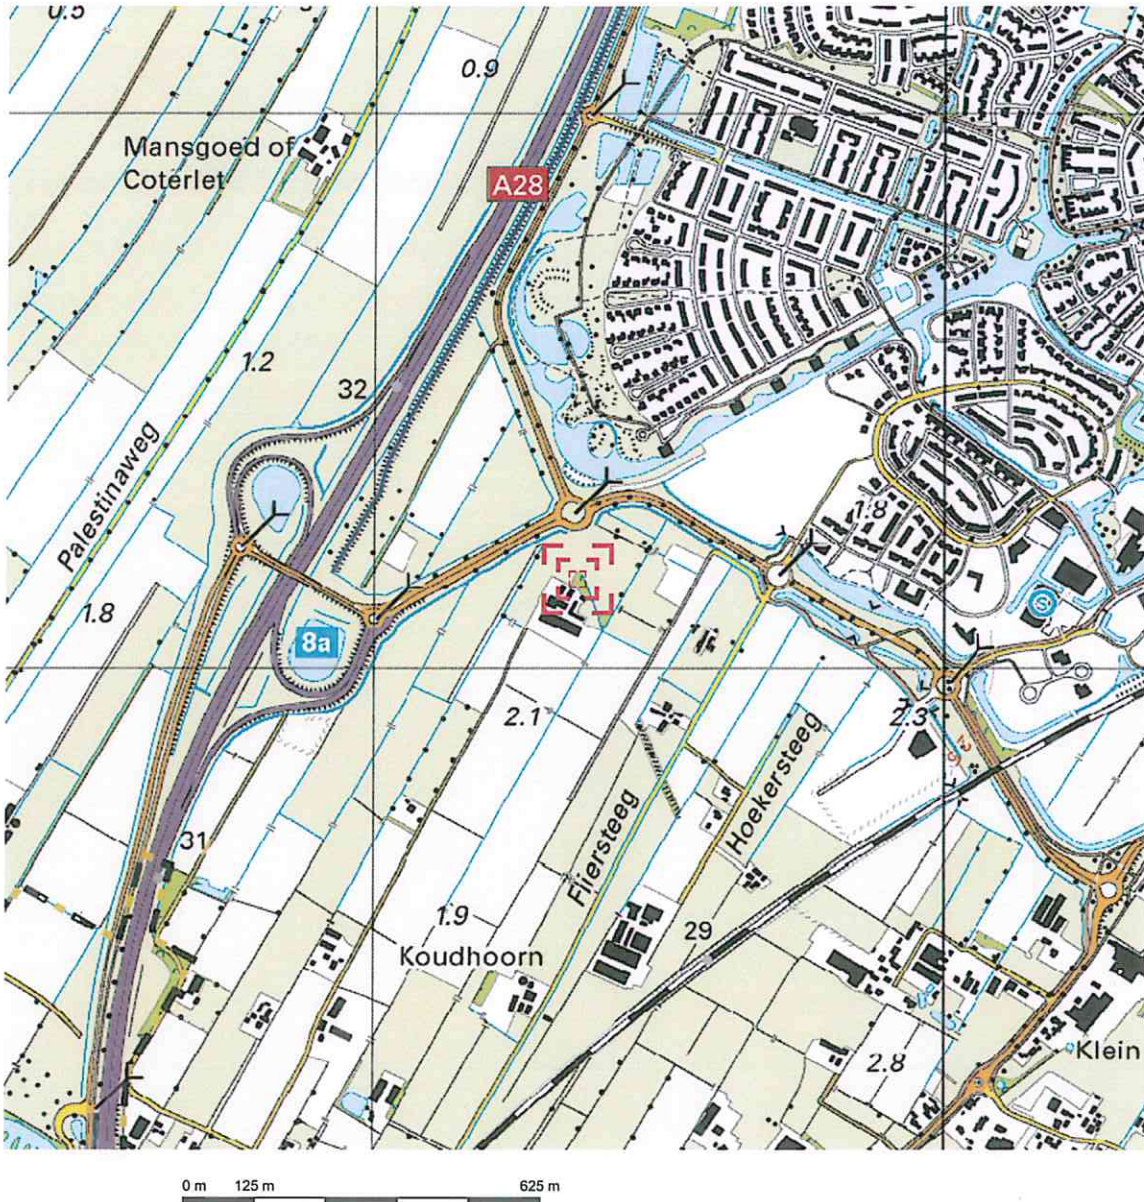 0.5
0.9
Mansgoed of
Coterlet
A28
1.2
32
Palestinaweg
1.8
1.8
8a
2.1
2.3
Fliersteeg
Hoekersteeg
31
1.9
29
Koudhoorn
2.8
Klein
0 m 125 m 625 m